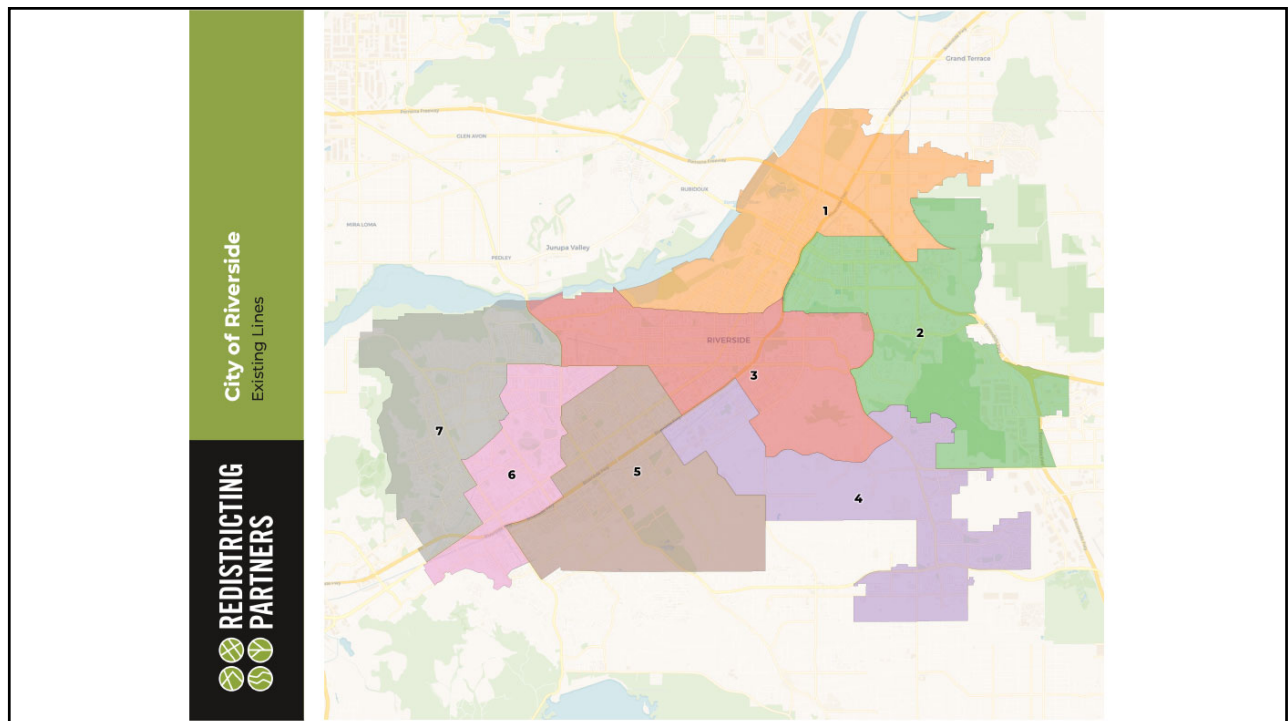 City of Riverside
Existing Lines
REDISTRICTING
PARTNERS
Grand Terrace
GLEN AVON
RUBIDOUX
MIRA LOMA
Jurupa Valley
PEDLEY
RIVERSIDE
1
2
3
4
5
6
7